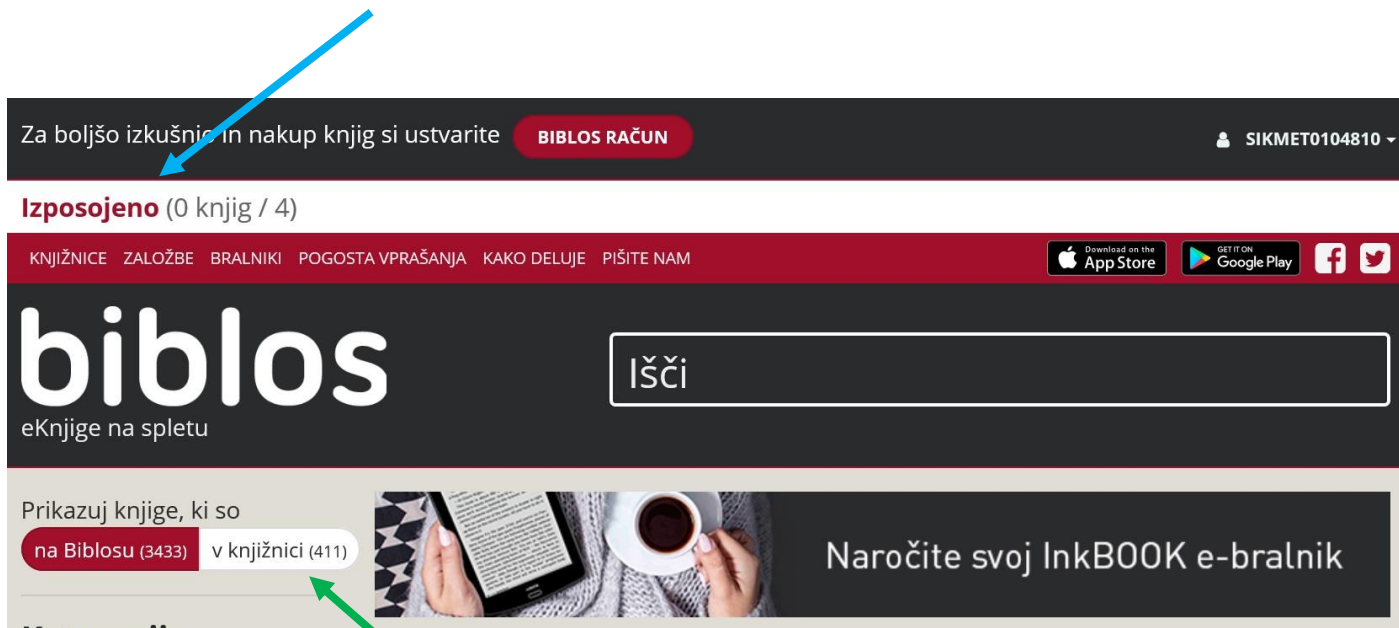 Za boljšo izkušnjo in nakup knjig si ustvarite BIBLOS RAČUN SIKMET0104810
Izposojeno (0 knjig / 4)
KNJIŽNICE ZALOŽBE BRALNIKI POGOSTA VPRAŠANJA KAKO DELUJE PIŠITE NAM Download on the App Store GET IT ON Google Play
biblos
Išči
eKnjige na spletu
Prikazuj knjige, ki so
na Biblosu (3433) v knjižnici (411)
Naročite svoj InkBOOK e-bralnik